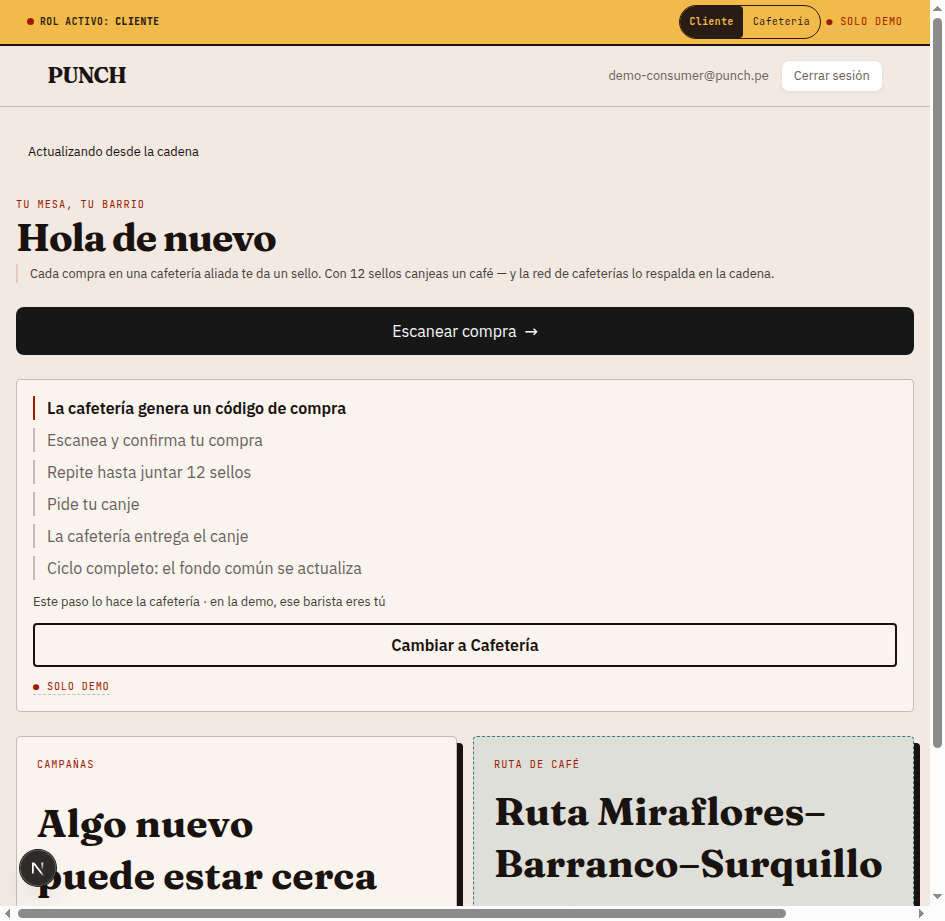 ROL ACTIVO: CLIENTE
Cliente Cafetería SOLO DEMO
PUNCH
demo-consumer@punch.pe Cerrar sesión
Actualizando desde la cadena
TU MESA, TU BARRIO
Hola de nuevo
Cada compra en una cafetería aliada te da un sello. Con 12 sellos canjeas un café — y la red de cafeterías lo respalda en la cadena.
Escanear compra →
La cafetería genera un código de compra
Escanea y confirma tu compra
Repite hasta juntar 12 sellos
Pide tu canje
La cafetería entrega el canje
Ciclo completo: el fondo común se actualiza
Este paso lo hace la cafetería · en la demo, ese barista eres tú
Cambiar a Cafetería
SOLO DEMO
CAMPAÑAS
Algo nuevo
puede estar cerca
N
RUTA DE CAFÉ
Ruta Miraflores–
Barranco–Surquillo